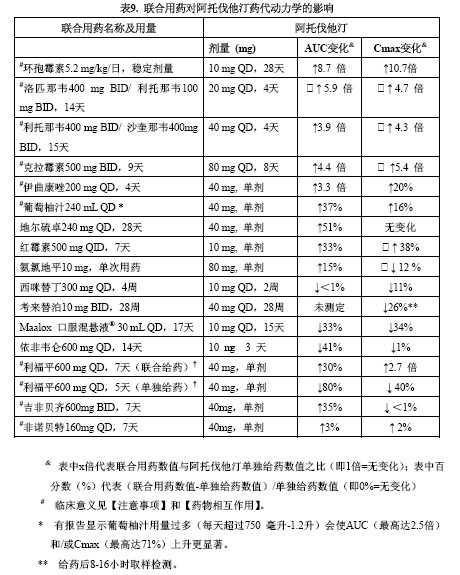 表9. 联合用药对阿托伐他汀药代动力学的影响
联合用药名称及用量 阿托伐他汀
剂量 (mg) AUC变化& Cmax变化&
#环孢霉素5.2 mg/kg/日，稳定剂量 10 mg QD，28天 ↑8.7 倍 ↑10.7倍
#洛匹那韦400 mg BID/ 利托那韦100 mg BID，14天 20 mg QD，4天 □ ↑ 5.9 倍 □ ↑ 4.7 倍
#利托那韦400 mg BID/ 沙奎那韦400mg BID，15天 40 mg QD，4天 ↑3.9 倍 □ ↑ 4.3 倍
#克拉霉素500 mg BID，9天 80 mg QD，8天 ↑4.4 倍 □ ↑5.4 倍
#伊曲康唑200 mg QD，4天 40 mg, 单剂 ↑3.3 倍 ↑20%
#葡萄柚汁240 mL QD * 40 mg, 单剂 ↑37% ↑16%
地尔硫卓240 mg QD，28天 40 mg, 单剂 ↑51% 无变化
红霉素500 mg QID，7天 10 mg, 单剂 ↑33% □ ↑ 38%
氨氯地平10 mg，单次用药 80 mg, 单剂 ↑15% □ ↓ 12 %
西咪替丁300 mg QD，4周 10 mg QD，2周 ↓＜1% ↓11%
考来替泊10 mg BID，28周 40 mg QD，28周 未测定 ↓26%**
Maalox 口服混悬液® 30 mL QD，17天 10 mg QD，15天 ↓33% ↓34%
依非韦仑600 mg QD，14天 10 mg 3 天 ↓41% ↓1%
#利福平600 mg QD，7天（联合给药）† 40 mg，单剂 ↑30% ↑2.7 倍
#利福平600 mg QD，5天（单独给药）† 40 mg，单剂 ↓80% ↓ 40%
#吉非贝齐600mg BID，7天 40mg，单剂 ↑35% ↓ ＜1%
#非诺贝特160mg QD，7天 40mg，单剂 ↑3% ↑ 2%
& 表中x倍代表联合用药数值与阿托伐他汀单独给药数值之比（即1倍=无变化）；表中百
分数（%）代表（联合用药数值-单独给药数值）/单独给药数值（即0%=无变化）
# 临床意义见【注意事项】和【药物相互作用】。
* 有报告显示葡萄柚汁用量过多（每天超过750 毫升-1.2升）会使AUC（最高达2.5倍）
和/或Cmax（最高达71%）上升更显著。
** 给药后8-16小时取样检测。